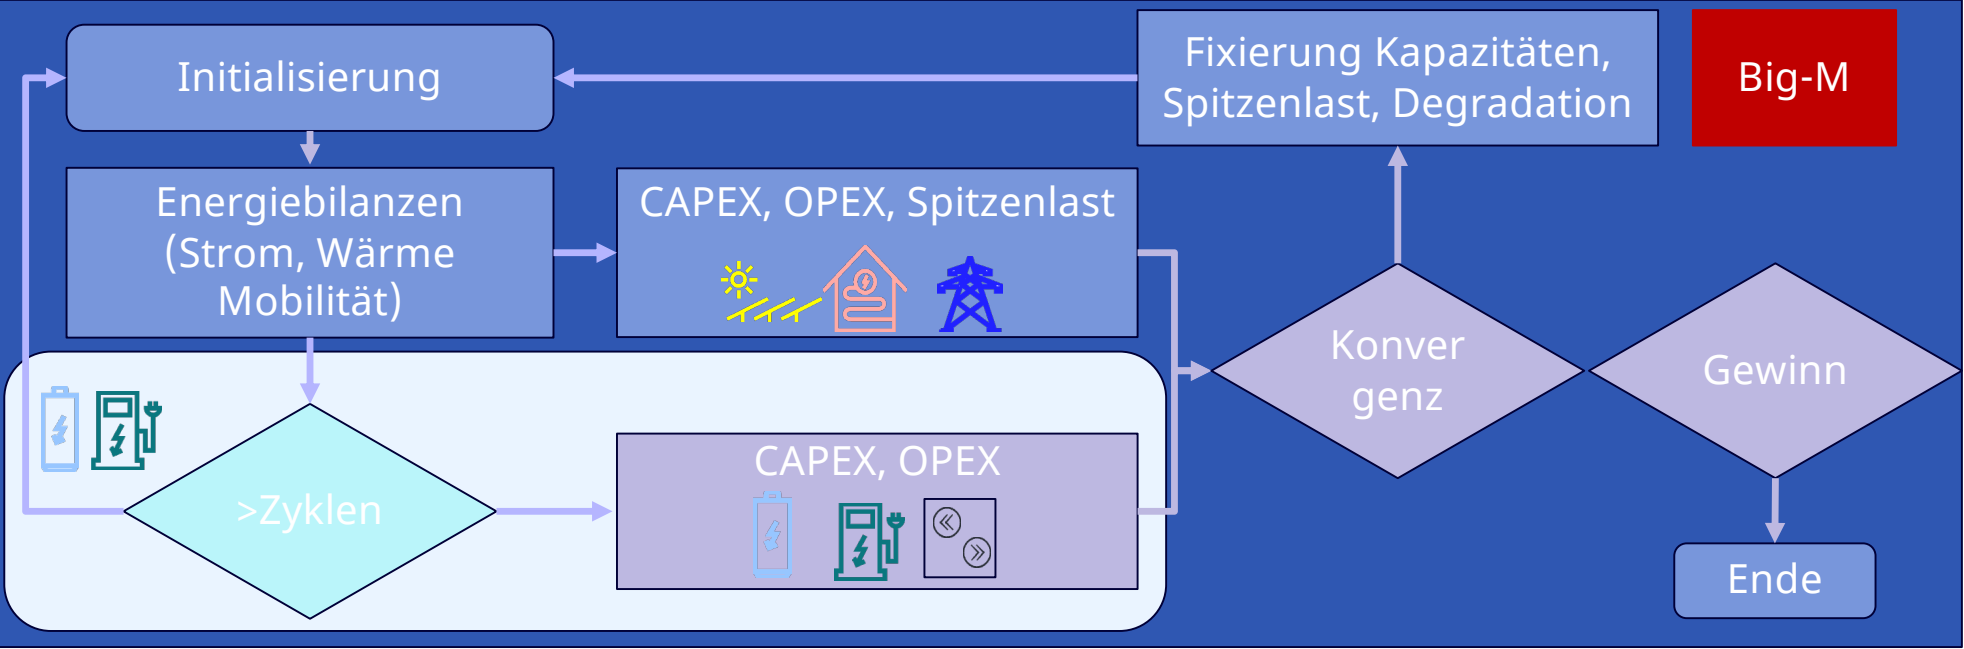 Initialisierung
Fixierung Kapazitäten,
Spitzenlast, Degradation
Big-M
Energiebilanzen
(Strom, Wärme
Mobilität)
CAPEX, OPEX, Spitzenlast
Konver
genz
Gewinn
>Zyklen
CAPEX, OPEX
Ende